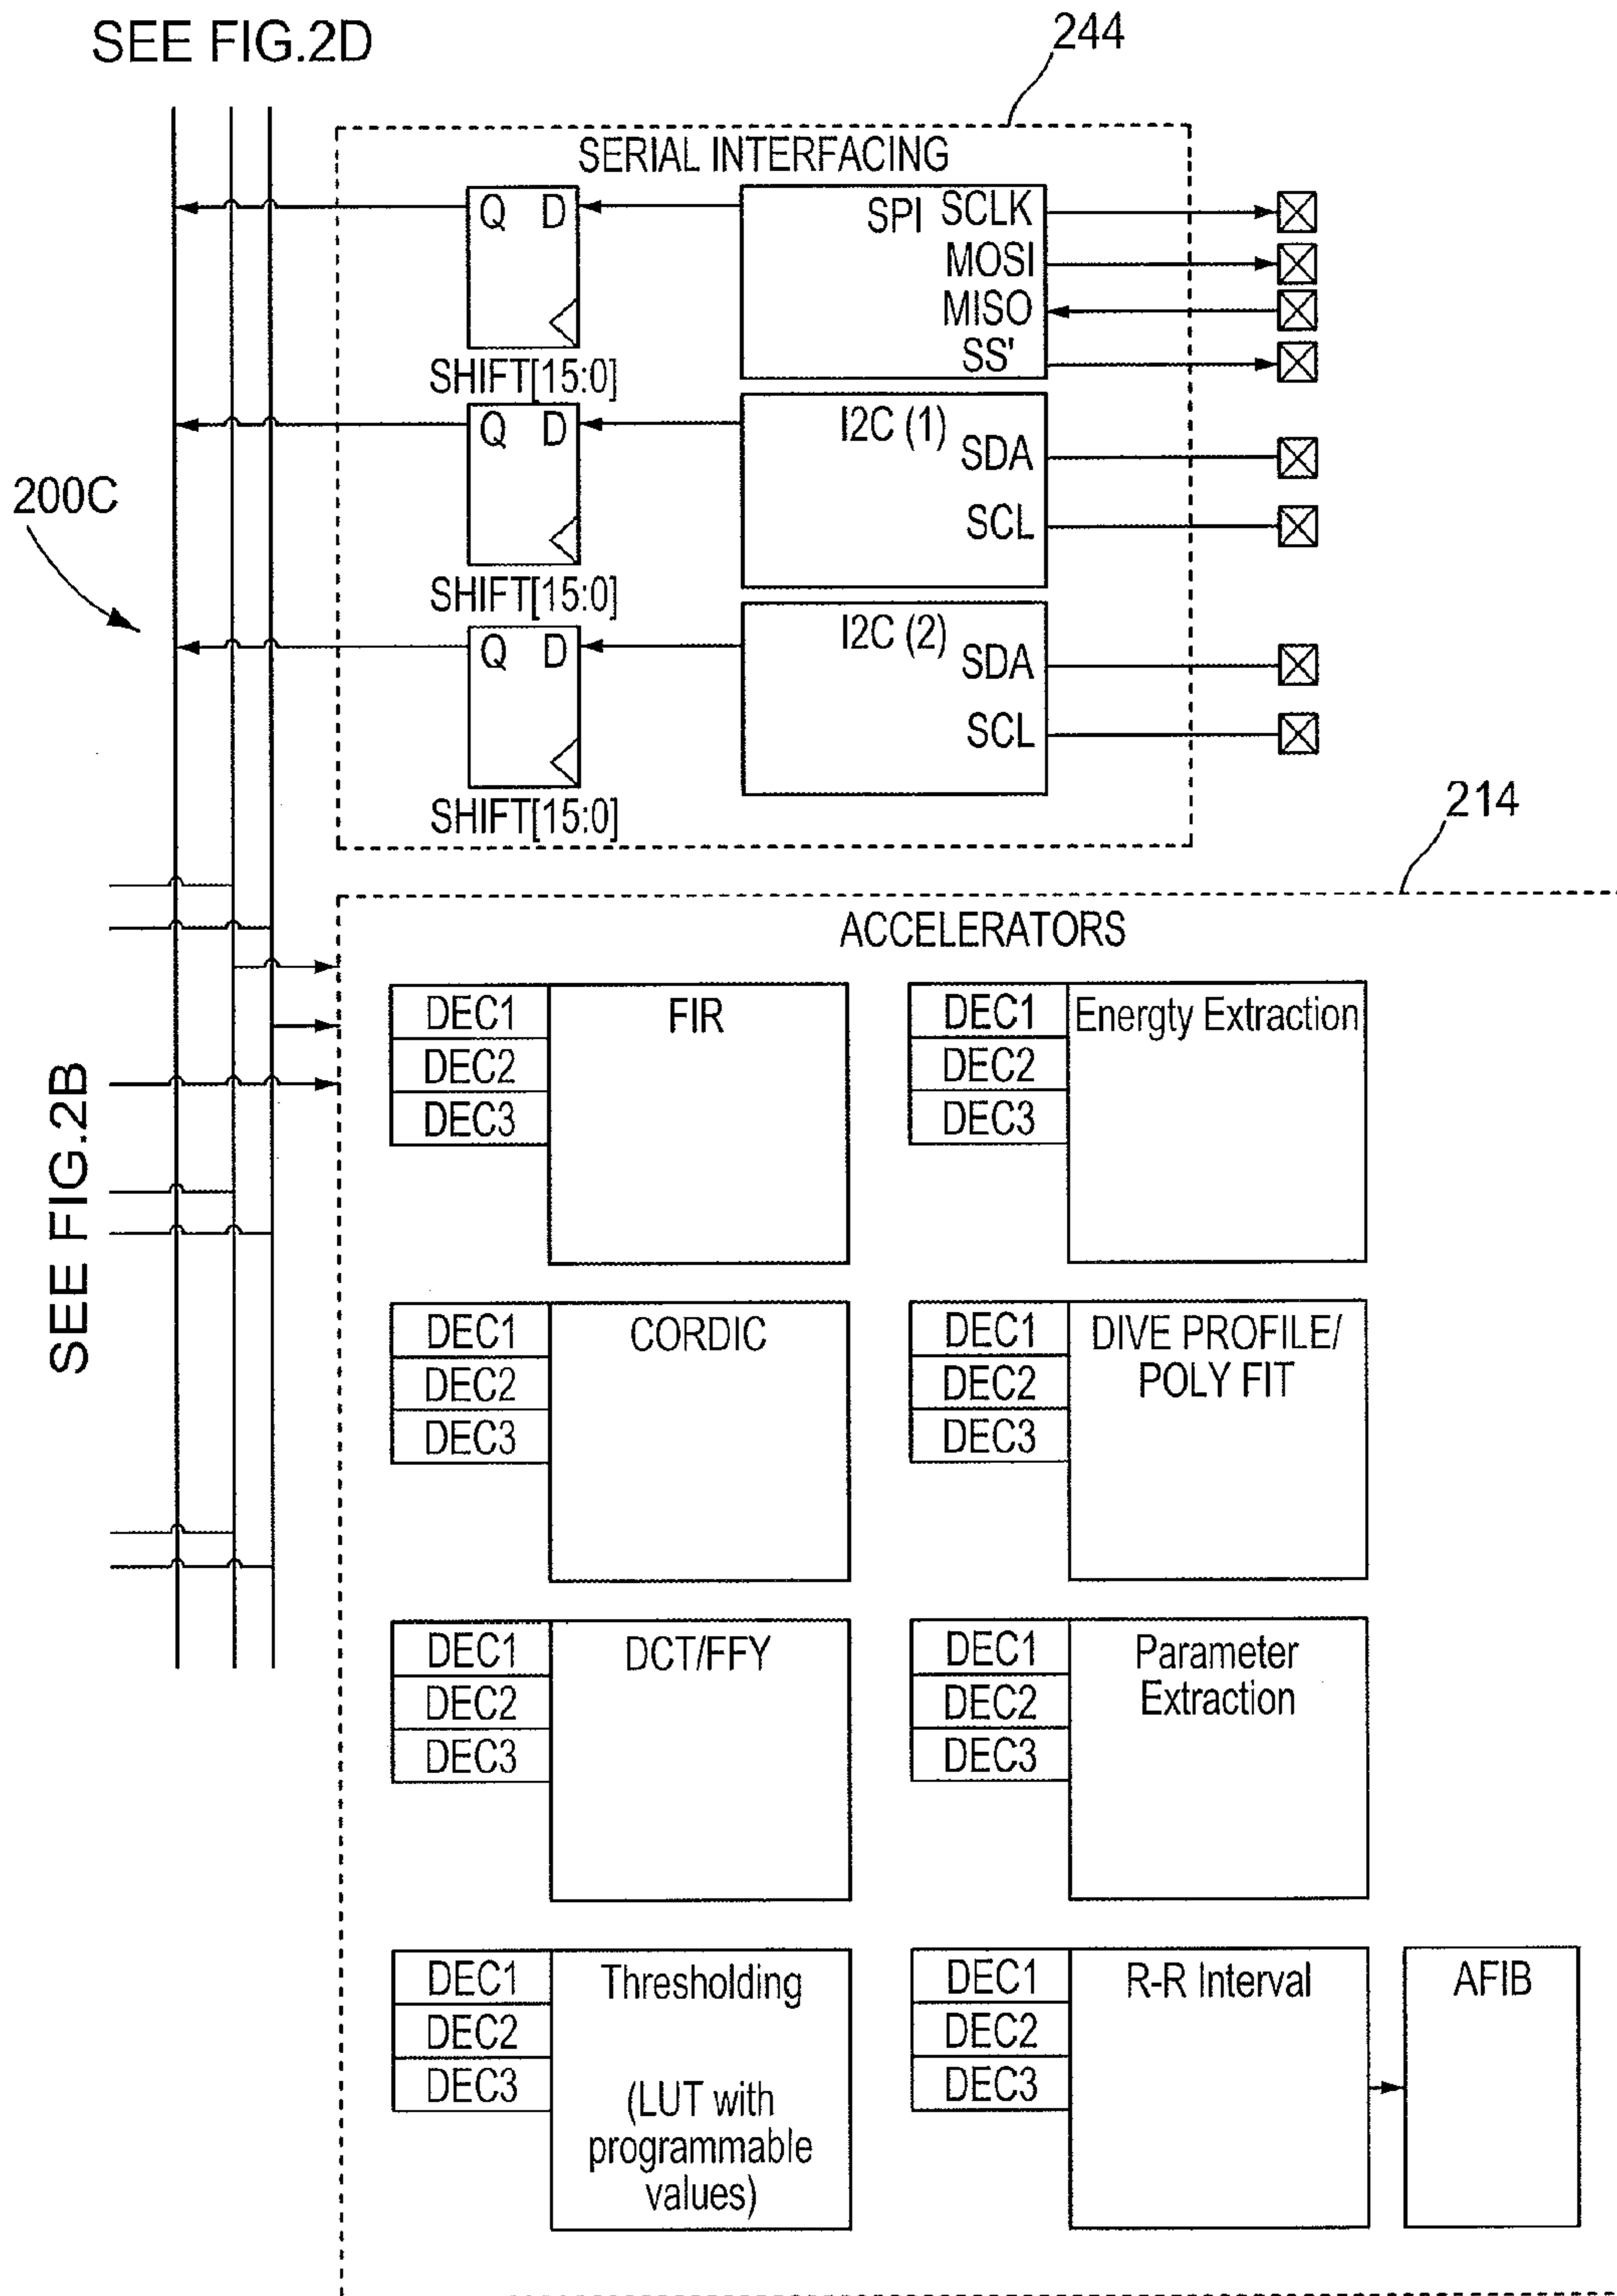 SEE FIG.2D
244
SERIAL INTERFACING
Q D
SPI SCLK
MOSI
MISO
SS'
SHIFT[15:0]
Q D
I2C (1)
SDA
SCL
200C
SHIFT[15:0]
Q D
I2C (2)
SDA
SCL
SHIFT[15:0]
214
ACCELERATORS
SEE FIG.2B
DEC1
DEC2
DEC3
FIR
DEC1
DEC2
DEC3
Energty Extraction
DEC1
DEC2
DEC3
CORDIC
DEC1
DEC2
DEC3
DIVE PROFILE/
POLY FIT
DEC1
DEC2
DEC3
DCT/FFY
DEC1
DEC2
DEC3
Parameter
Extraction
DEC1
DEC2
DEC3
Thresholding
(LUT with
programmable
values)
DEC1
DEC2
DEC3
R-R Interval
AFIB